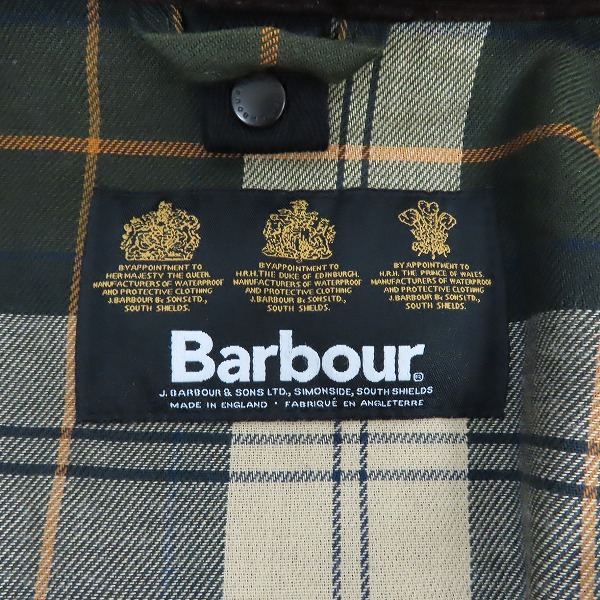 BY APPOINTMENT TO
HER MAJESTY THE QUEEN.
MANUFACTURERS OF WATERPROOF
AND PROTECTIVE CLOTHING
J.BARBOUR & SONS LTD.,
SOUTH SHIELDS.
BY APPOINTMENT TO
H.R.H. THE DUKE OF EDINBURGH.
MANUFACTURERS OF WATERPROOF
AND PROTECTIVE CLOTHING
J.BARBOUR & SONS LTD.,
SOUTH SHIELDS.
BY APPOINTMENT TO
H.R.H. THE PRINCE OF WALES.
MANUFACTURERS OF WATERPROOF
AND PROTECTIVE CLOTHING
J.BARBOUR & SONS LTD.,
SOUTH SHIELDS.
Barbour®
J. BARBOUR & SONS LTD., SIMONSIDE, SOUTH SHIELDS
MADE IN ENGLAND · FABRIQUÉ EN ANGLETERRE